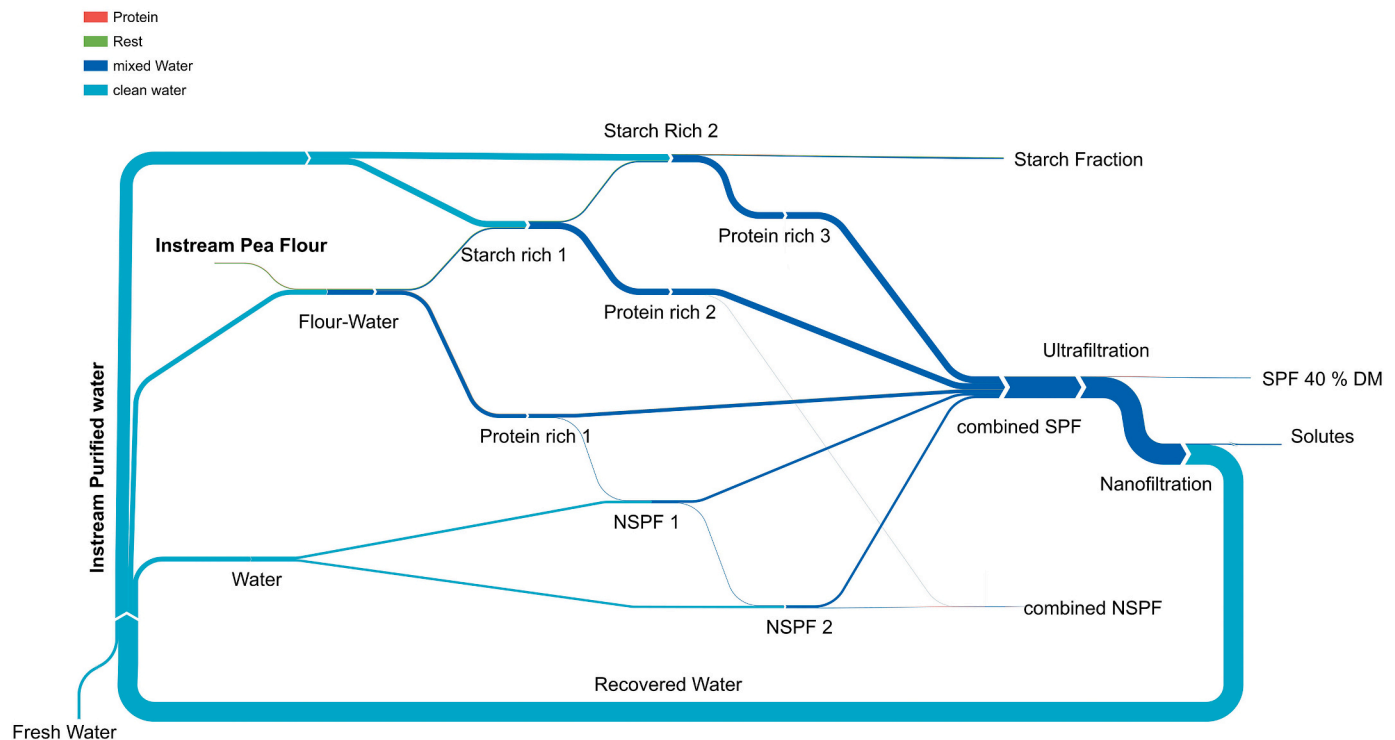 Protein
Rest
mixed Water
clean water
Starch Rich 2
Starch Fraction
Protein rich 3
Instream Pea Flour
Starch rich 1
Flour-Water
Protein rich 2
Ultrafiltration
SPF 40 % DM
Instream Purified water
Protein rich 1
combined SPF
Solutes
Nanofiltration
NSPF 1
Water
NSPF 2
combined NSPF
Recovered Water
Fresh Water